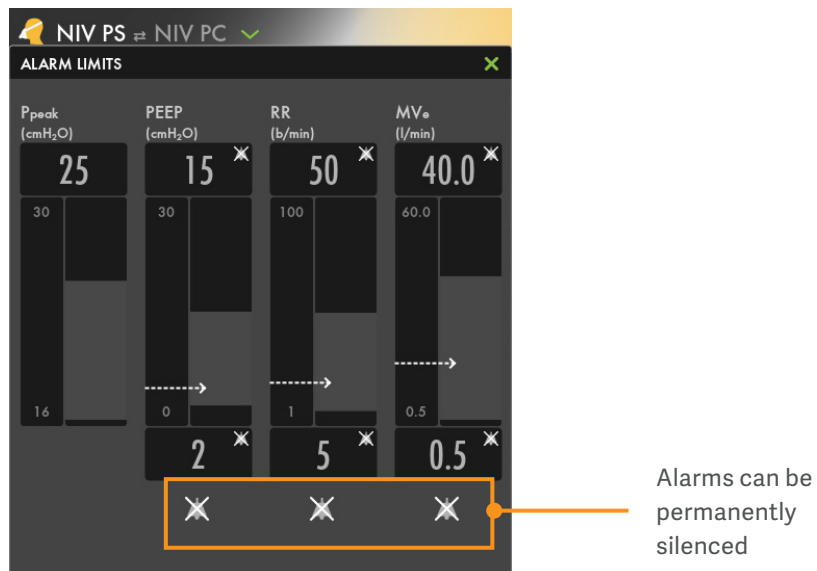 NIV PS ⇄ NIV PC
ALARM LIMITS
Ppeak PEEP RR MVe
(cmH₂O) (cmH₂O) (b/min) (l/min)
25 15 50 40.0
30 30 100 60.0
16 0 1 0.5
2 5 0.5
Alarms can be
permanently
silenced